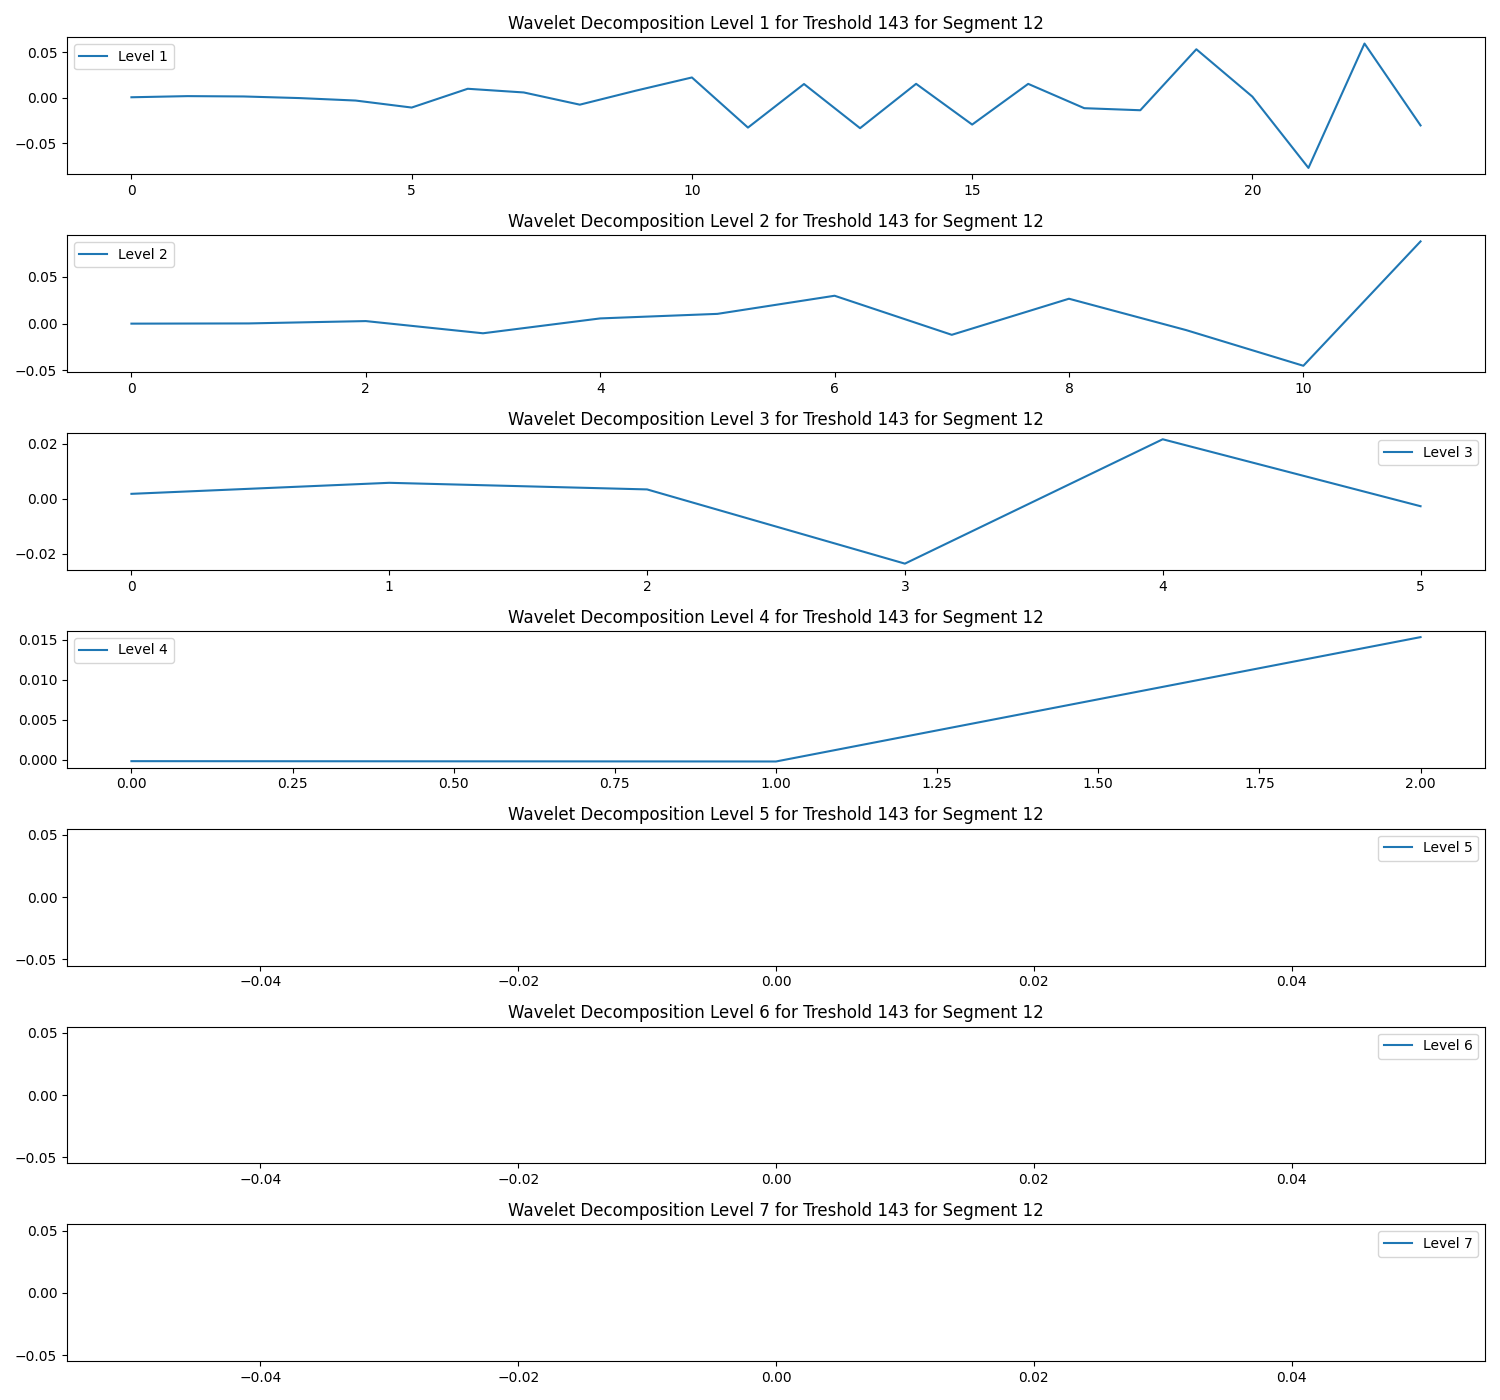 Wavelet Decomposition Level 1 for Treshold 143 for Segment 12
Level 1
0.05
0.00
−0.05
0 5 10 15 20
Wavelet Decomposition Level 2 for Treshold 143 for Segment 12
Level 2
0.05
0.00
−0.05
0 2 4 6 8 10
Wavelet Decomposition Level 3 for Treshold 143 for Segment 12
Level 3
0.02
0.00
−0.02
0 1 2 3 4 5
Wavelet Decomposition Level 4 for Treshold 143 for Segment 12
Level 4
0.015
0.010
0.005
0.000
0.00 0.25 0.50 0.75 1.00 1.25 1.50 1.75 2.00
Wavelet Decomposition Level 5 for Treshold 143 for Segment 12
Level 5
0.05
0.00
−0.05
−0.04 −0.02 0.00 0.02 0.04
Wavelet Decomposition Level 6 for Treshold 143 for Segment 12
Level 6
0.05
0.00
−0.05
−0.04 −0.02 0.00 0.02 0.04
Wavelet Decomposition Level 7 for Treshold 143 for Segment 12
Level 7
0.05
0.00
−0.05
−0.04 −0.02 0.00 0.02 0.04